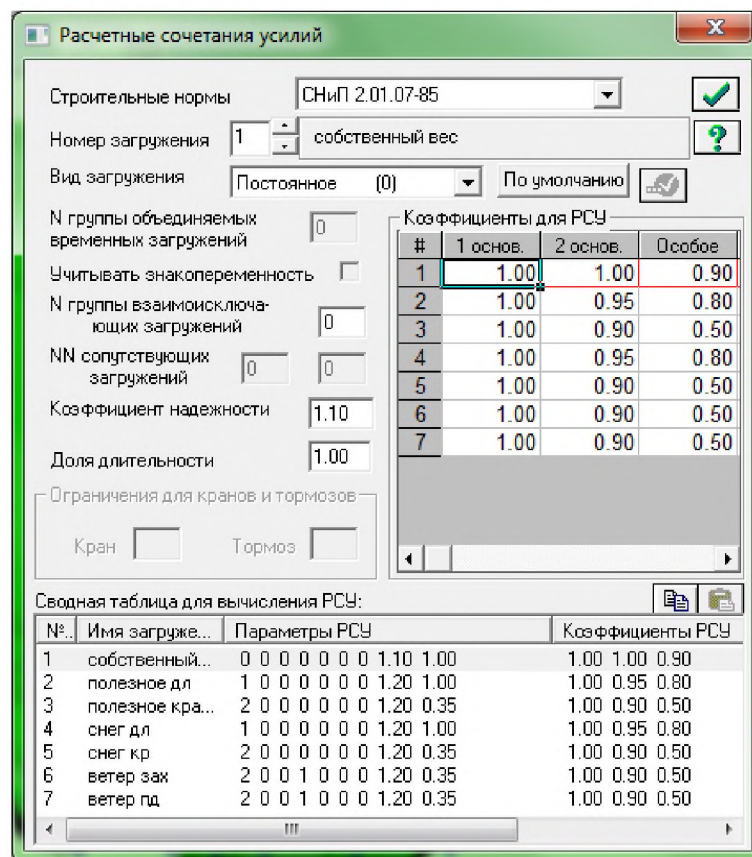 Расчетные сочетания усилий
Строительные нормы СНиП 2.01.07-85
Номер загружения 1 собственный вес
Вид загружения Постоянное (0) По умолчанию
N группы объединяемых
временных загружений 0
Учитывать знакопеременность
N группы взаимоисключа-
ющих загружений 0
NN сопутствующих
загружений 0 0
Коэффициент надежности 1.10
Доля длительности 1.00
Ограничения для кранов и тормозов
Кран Тормоз
Коэффициенты для РСУ
# 1 основ. 2 основ. Особое
1 1.00 1.00 0.90
2 1.00 0.95 0.80
3 1.00 0.90 0.50
4 1.00 0.95 0.80
5 1.00 0.90 0.50
6 1.00 0.90 0.50
7 1.00 0.90 0.50
Сводная таблица для вычисления РСУ:
№.. Имя загруже... Параметры РСУ Коэффициенты РСУ
1 собственный... 0 0 0 0 0 0 0 1.10 1.00 1.00 1.00 0.90
2 полезное дл 1 0 0 0 0 0 0 1.20 1.00 1.00 0.95 0.80
3 полезное кра... 2 0 0 0 0 0 0 1.20 0.35 1.00 0.90 0.50
4 снег дл 1 0 0 0 0 0 0 1.20 1.00 1.00 0.95 0.80
5 снег кр 2 0 0 0 0 0 0 1.20 0.35 1.00 0.90 0.50
6 ветер зах 2 0 0 1 0 0 0 1.20 0.35 1.00 0.90 0.50
7 ветер пд 2 0 0 1 0 0 0 1.20 0.35 1.00 0.90 0.50